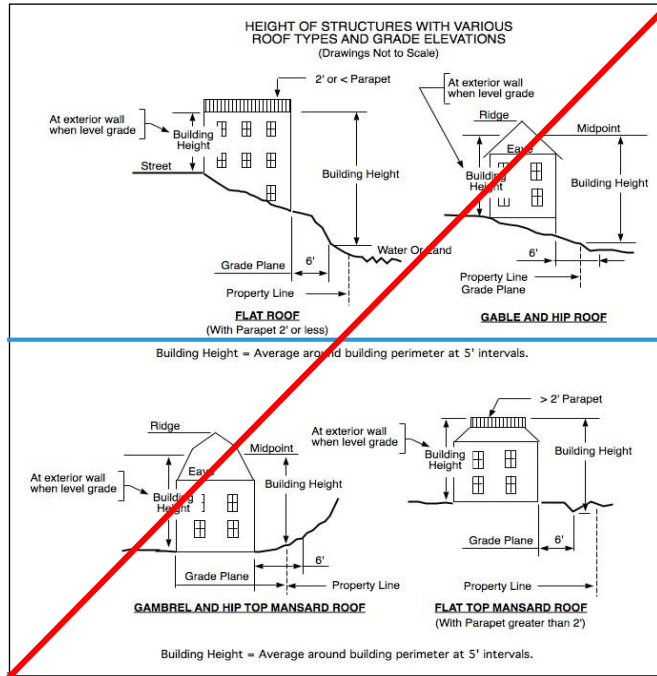 HEIGHT OF STRUCTURES WITH VARIOUS
ROOF TYPES AND GRADE ELEVATIONS
(Drawings Not to Scale)
2' or < Parapet
At exterior wall
when level grade
Building
Height
Street
Building Height
Water Or Land
Grade Plane
6'
Property Line
FLAT ROOF
(With Parapet 2' or less)
At exterior wall
when level grade
Ridge
Midpoint
Eave
Building
Height
Building Height
6'
Property Line
Grade Plane
GABLE AND HIP ROOF
Building Height = Average around building perimeter at 5' intervals.
Ridge
Midpoint
At exterior wall
when level grade
Eave
Building
Height
Building Height
6'
Grade Plane
Property Line
GAMBREL AND HIP TOP MANSARD ROOF
> 2' Parapet
At exterior wall
when level grade
Building
Height
Building Height
Grade Plane
6'
Property Line
FLAT TOP MANSARD ROOF
(With Parapet greater than 2')
Building Height = Average around building perimeter at 5' intervals.